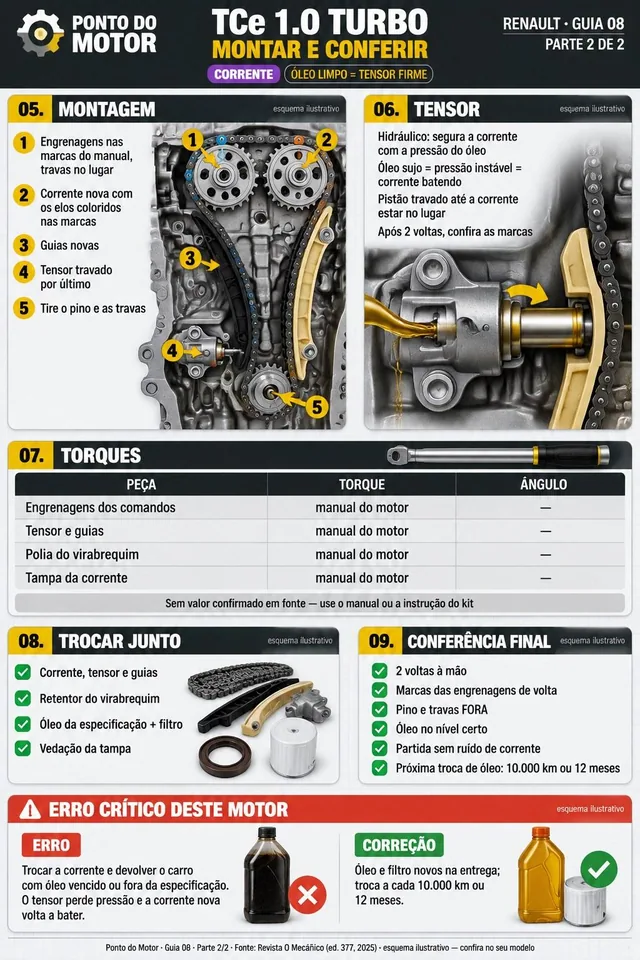 PONTO DO
MOTOR
TCe 1.0 TURBO
MONTAR E CONFERIR
CORRENTE
ÓLEO LIMPO = TENSOR FIRME
RENAULT · GUIA 08
PARTE 2 DE 2
05. MONTAGEM
esquema ilustrativo
1 Engrenagens nas
marcas do manual,
travas no lugar
2 Corrente nova com
os elos coloridos
nas marcas
3 Guias novas
4 Tensor travado
por último
5 Tire o pino e as travas
1
2
3
4
5
06. TENSOR
esquema ilustrativo
Hidráulico: segura a corrente
com a pressão do óleo
Óleo sujo = pressão instável =
corrente batendo
Pistão travado até a corrente
estar no lugar
Após 2 voltas, confira as marcas
07. TORQUES
PEÇA TORQUE ÂNGULO
Engrenagens dos comandos manual do motor —
Tensor e guias manual do motor —
Polia do virabrequim manual do motor —
Tampa da corrente manual do motor —
Sem valor confirmado em fonte — use o manual ou a instrução do kit
08. TROCAR JUNTO
esquema ilustrativo
Corrente, tensor e guias
Retentor do virabrequim
Óleo da especificação + filtro
Vedação da tampa
09. CONFERÊNCIA FINAL
esquema ilustrativo
2 voltas à mão
Marcas das engrenagens de volta
Pino e travas FORA
Óleo no nível certo
Partida sem ruído de corrente
Próxima troca de óleo: 10.000 km ou 12 meses
ERRO CRÍTICO DESTE MOTOR
esquema ilustrativo
ERRO
Trocar a corrente e devolver o carro
com óleo vencido ou fora da especificação.
O tensor perde pressão e a corrente nova
volta a bater.
CORREÇÃO
Óleo e filtro novos na entrega;
troca a cada 10.000 km ou
12 meses.
Ponto do Motor · Guia 08 · Parte 2/2 · Fonte: Revista O Mecânico (ed. 377, 2025) · esquema ilustrativo — confira no seu modelo